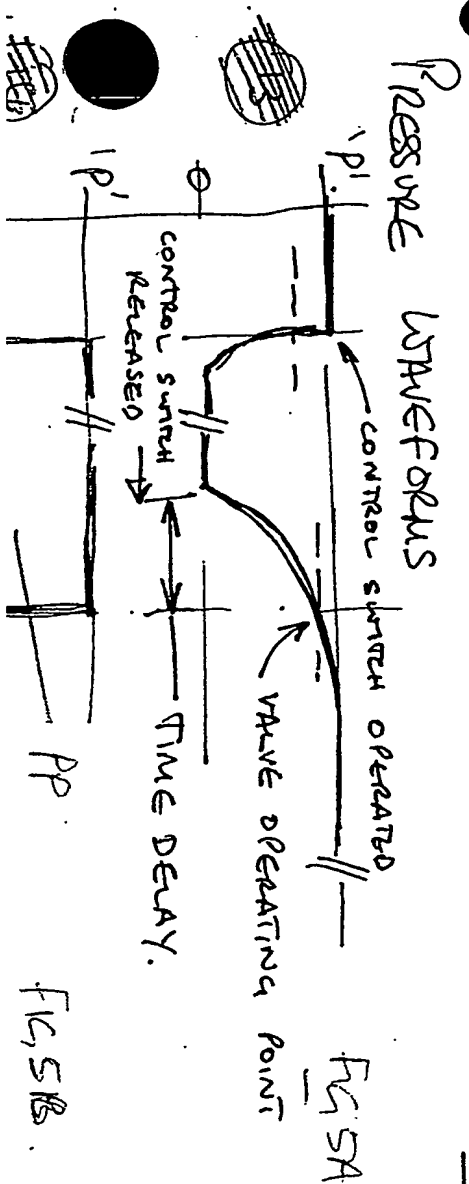 PRESSURE WAVEFORMS
'P'
CONTROL SWITCH OPERATED
FIG 5A
VALVE OPERATING POINT
CONTROL SWITCH
RELEASED
TIME DELAY.
'P'
PP
FIG, 5B.